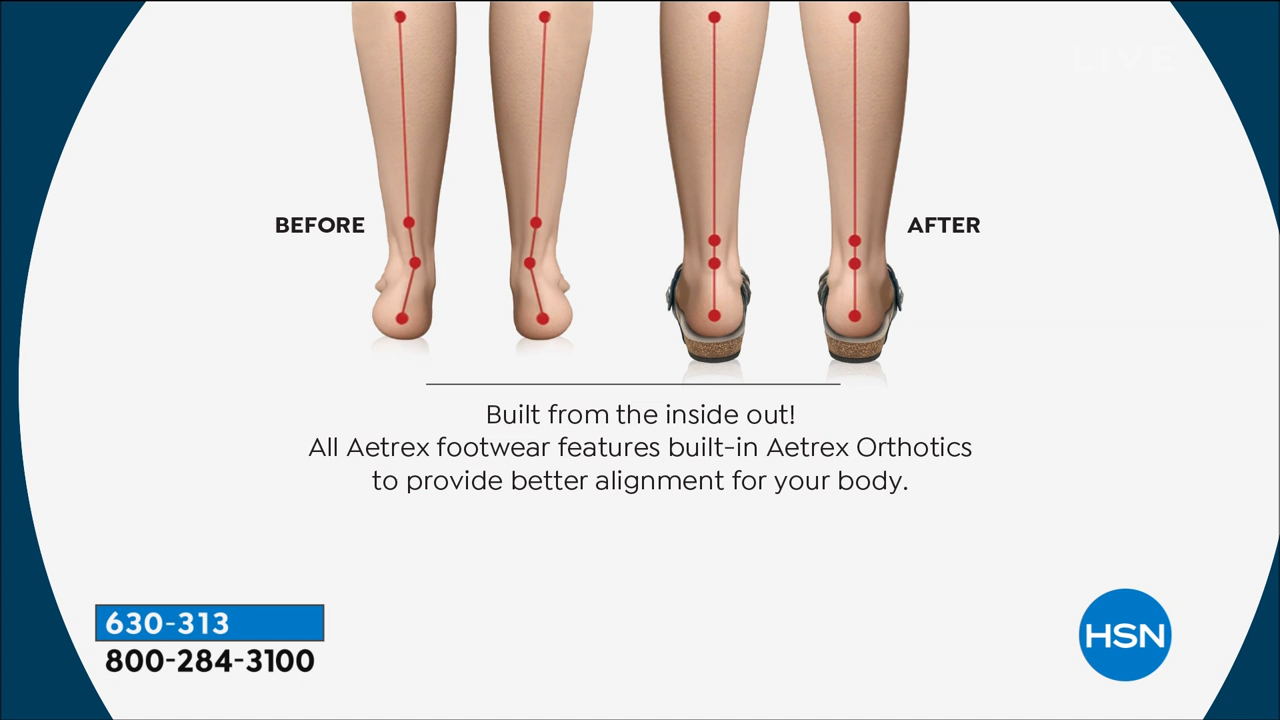 LIVE
BEFORE
AFTER
Built from the inside out!
All Aetrex footwear features built-in Aetrex Orthotics
to provide better alignment for your body.
630-313
800-284-3100
HSN